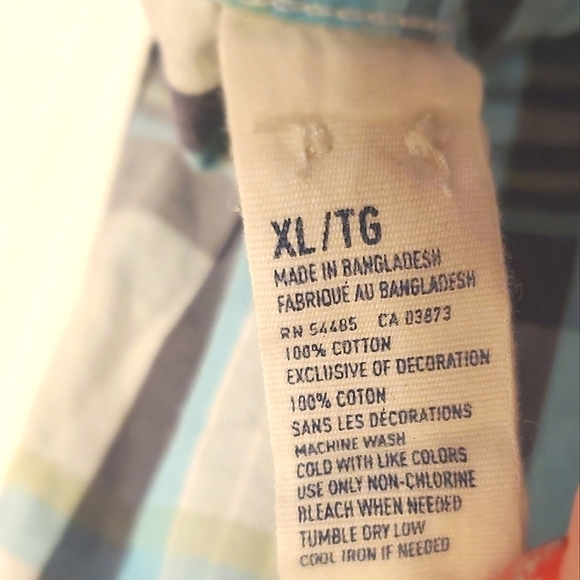 XL/TG
MADE IN BANGLADESH
FABRIQUÉ AU BANGLADESH
RN 54485 CA 03873
100% COTTON
EXCLUSIVE OF DECORATION
100% COTON
SANS LES DÉCORATIONS
MACHINE WASH
COLD WITH LIKE COLORS
USE ONLY NON-CHLORINE
BLEACH WHEN NEEDED
TUMBLE DRY LOW
COOL IRON IF NEEDED